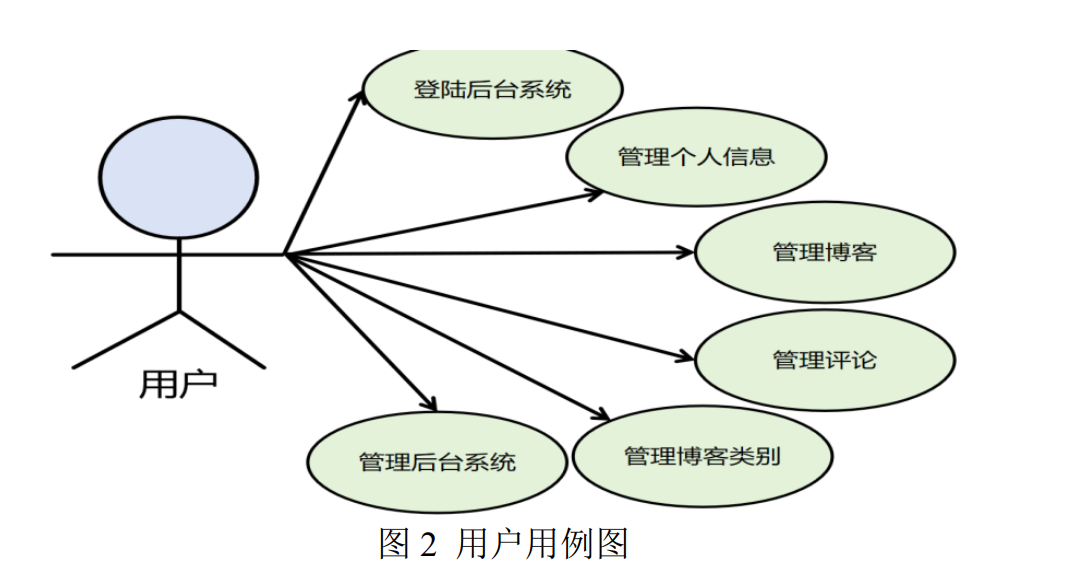 登陆后台系统
管理个人信息
管理博客
管理评论
用户
管理博客类别
管理后台系统
图 2 用户用例图